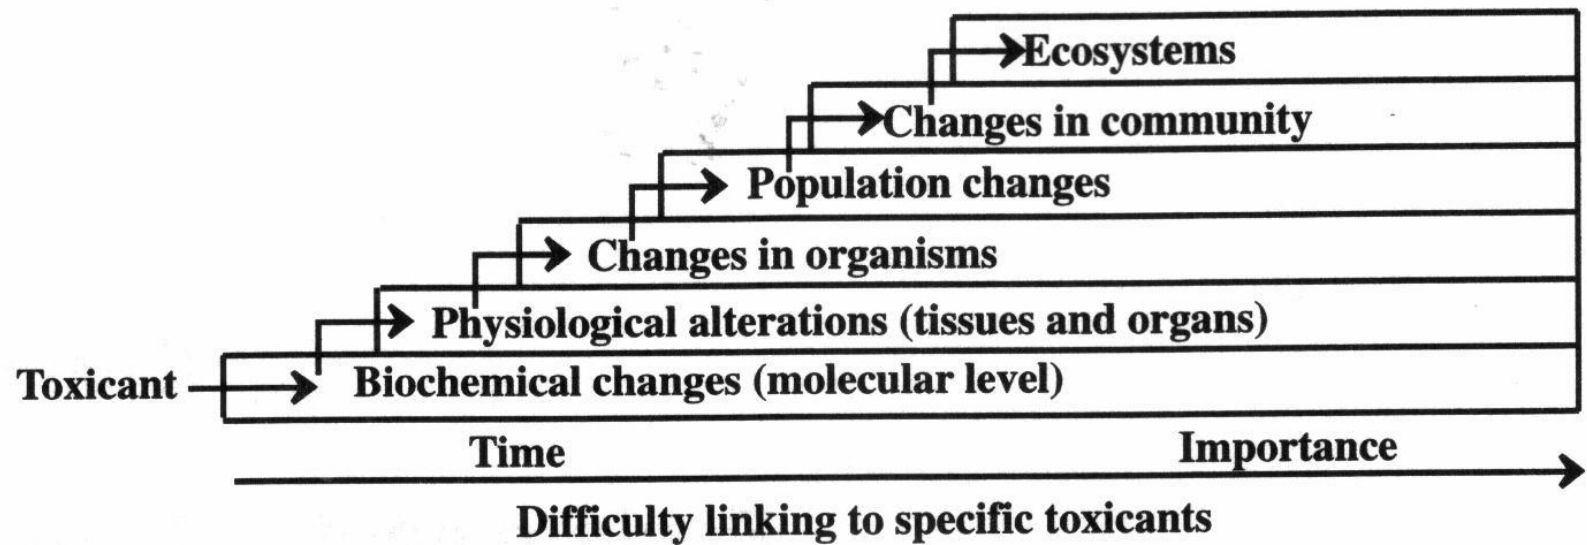 Ecosystems
Changes in community
Population changes
Changes in organisms
Physiological alterations (tissues and organs)
Toxicant
Biochemical changes (molecular level)
Time
Importance
Difficulty linking to specific toxicants